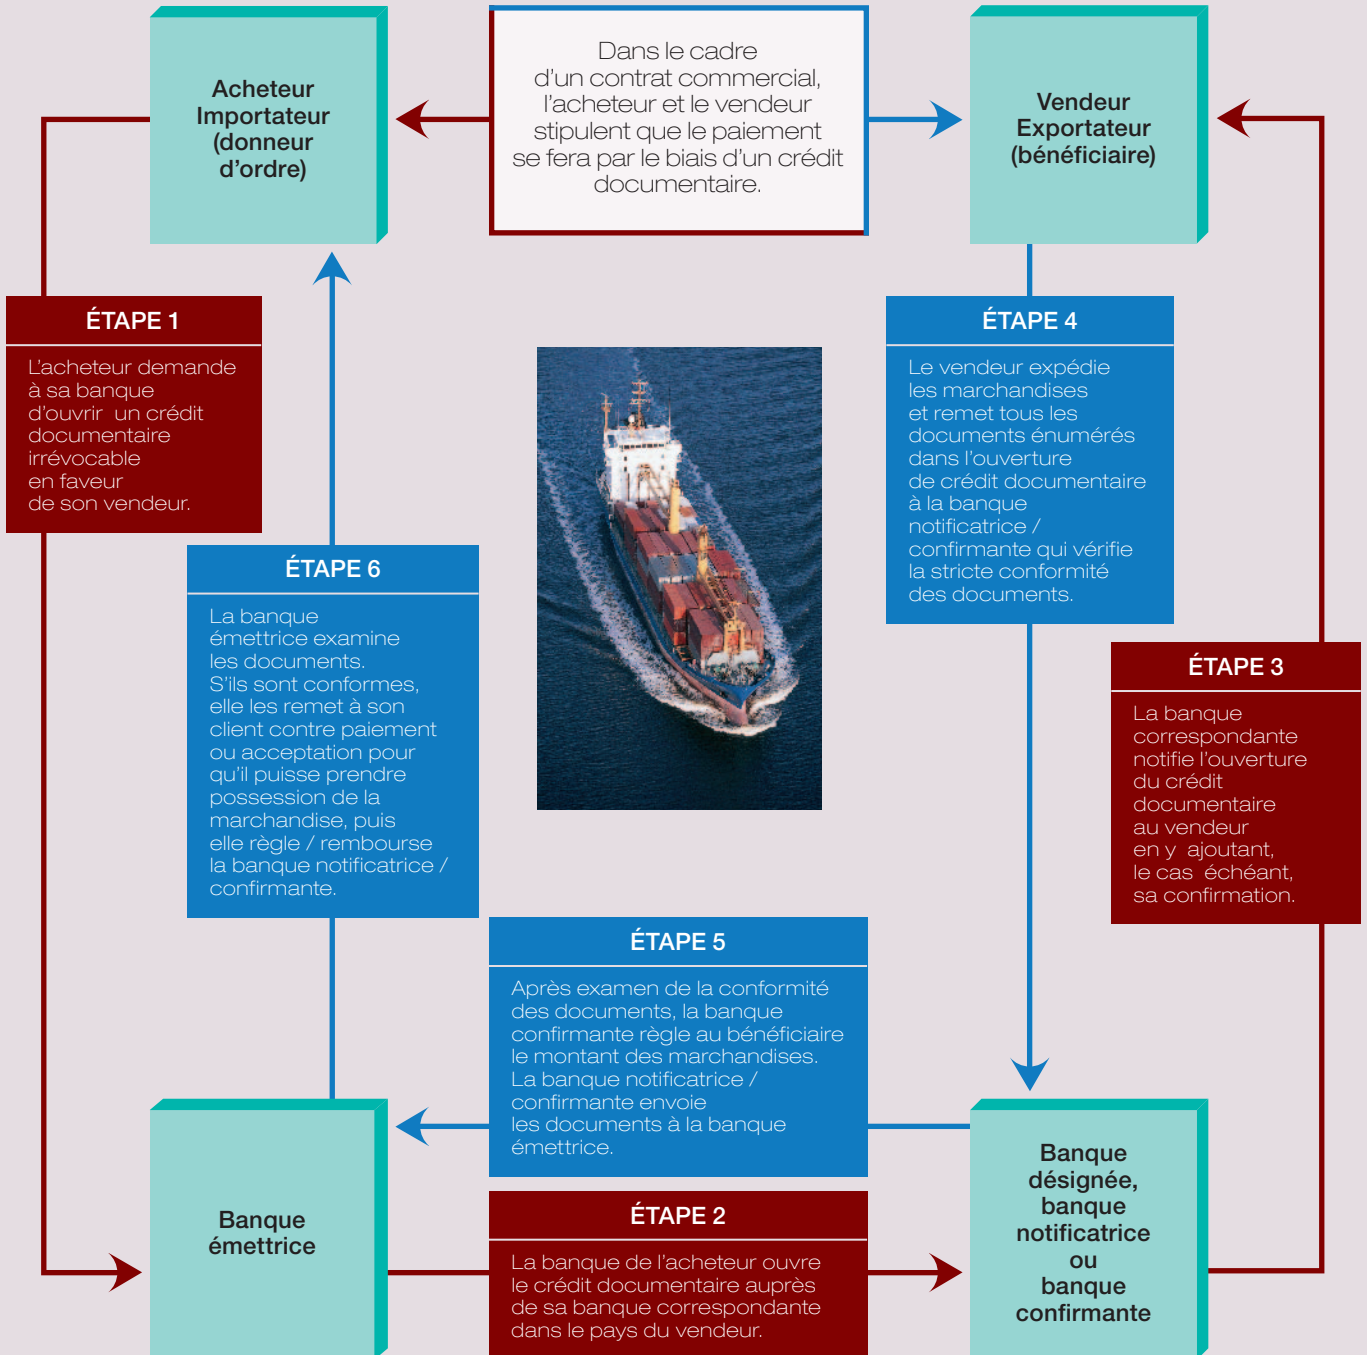 Acheteur
Importateur
(donneur
d'ordre)
Dans le cadre
d'un contrat commercial,
l'acheteur et le vendeur
stipulent que le paiement
se fera par le biais d'un crédit
documentaire.
Vendeur
Exportateur
(bénéficiaire)
ÉTAPE 1
L'acheteur demande
à sa banque
d'ouvrir un crédit
documentaire
irrévocable
en faveur
de son vendeur.
ÉTAPE 4
Le vendeur expédie
les marchandises
et remet tous les
documents énumérés
dans l'ouverture
de crédit documentaire
à la banque
notificatrice /
confirmante qui vérifie
la stricte conformité
des documents.
ÉTAPE 6
La banque
émettrice examine
les documents.
S'ils sont conformes,
elle les remet à son
client contre paiement
ou acceptation pour
qu'il puisse prendre
possession de la
marchandise, puis
elle règle / rembourse
la banque notificatrice /
confirmante.
ÉTAPE 3
La banque
correspondante
notifie l'ouverture
du crédit
documentaire
au vendeur
en y ajoutant,
le cas échéant,
sa confirmation.
ÉTAPE 5
Après examen de la conformité
des documents, la banque
confirmante règle au bénéficiaire
le montant des marchandises.
La banque notificatrice /
confirmante envoie
les documents à la banque
émettrice.
Banque
émettrice
ÉTAPE 2
La banque de l'acheteur ouvre
le crédit documentaire auprès
de sa banque correspondante
dans le pays du vendeur.
Banque
désignée,
banque
notificatrice
ou
banque
confirmante